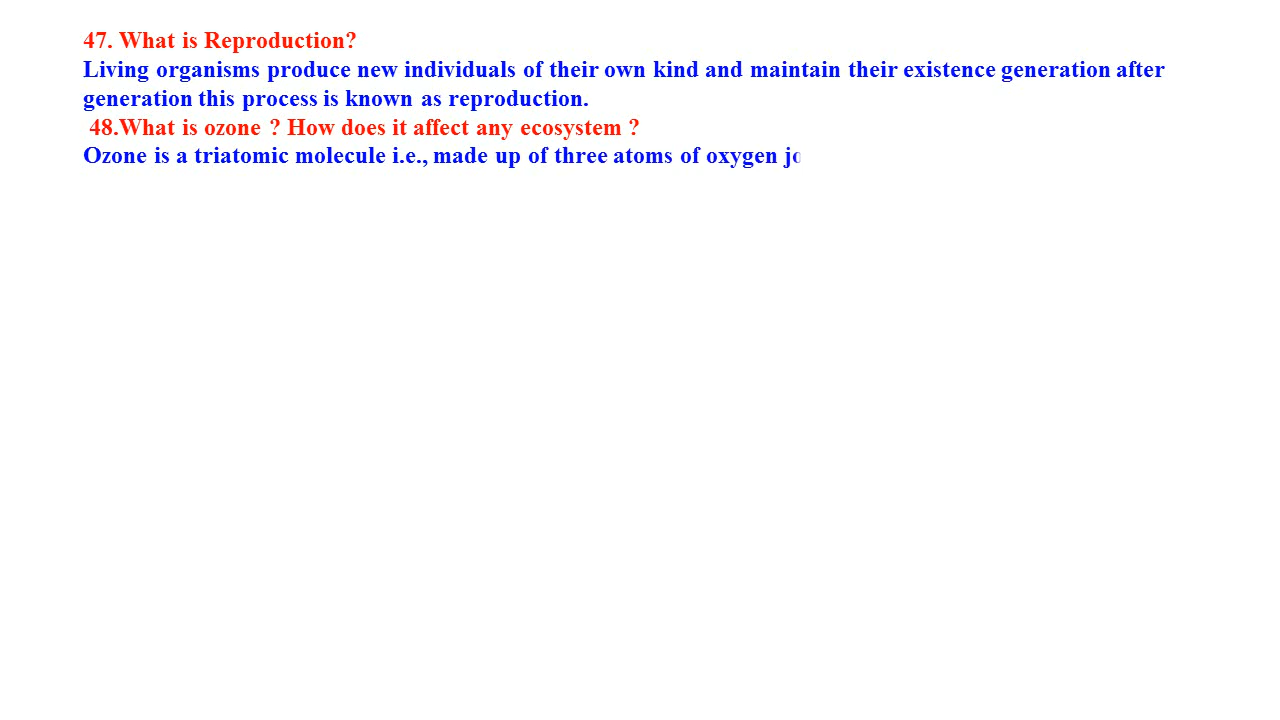 47. What is Reproduction?
Living organisms produce new individuals of their own kind and maintain their existence generation after
generation this process is known as reproduction.
48.What is ozone ? How does it affect any ecosystem ?
Ozone is a triatomic molecule i.e., made up of three atoms of oxygen